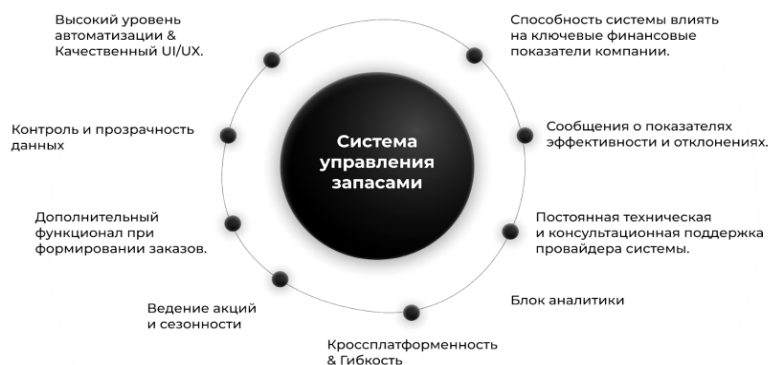 Высокий уровень
автоматизации &
Качественный UI/UX.
Способность системы влиять
на ключевые финансовые
показатели компании.
Контроль и прозрачность
данных
Система
управления
запасами
Сообщения о показателях
эффективности и отклонениях.
Дополнительный
функционал при
формировании заказов.
Постоянная техническая
и консультационная поддержка
провайдера системы.
Ведение акций
и сезонности
Блок аналитики
Кроссплатформенность
& Гибкость